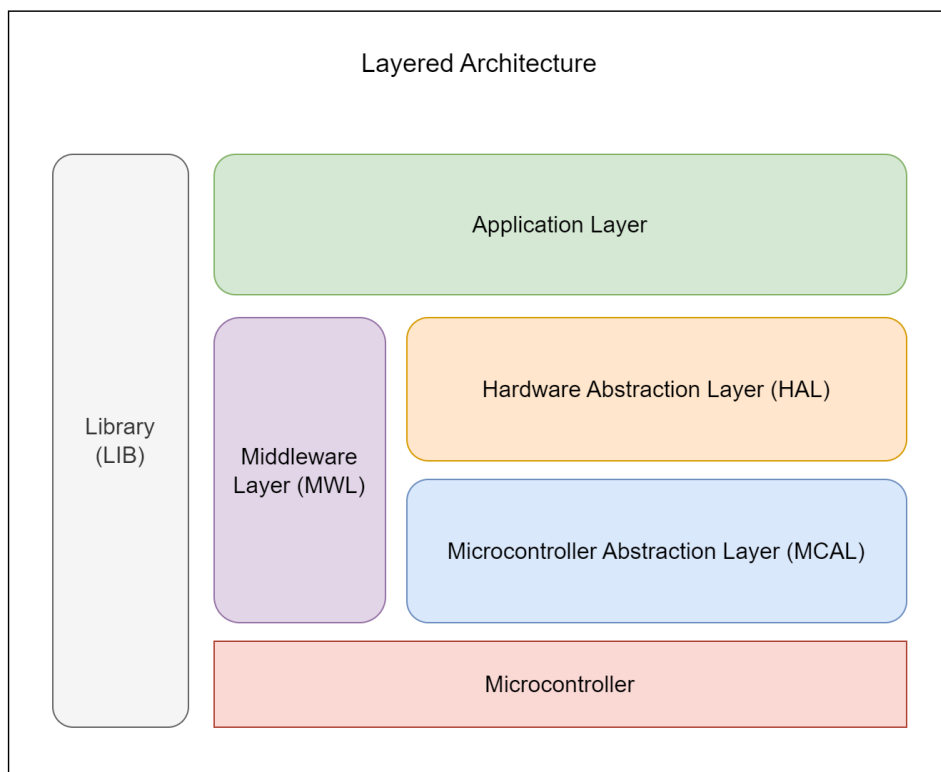 Layered Architecture
Application Layer
Library
(LIB)
Middleware
Layer (MWL)
Hardware Abstraction Layer (HAL)
Microcontroller Abstraction Layer (MCAL)
Microcontroller